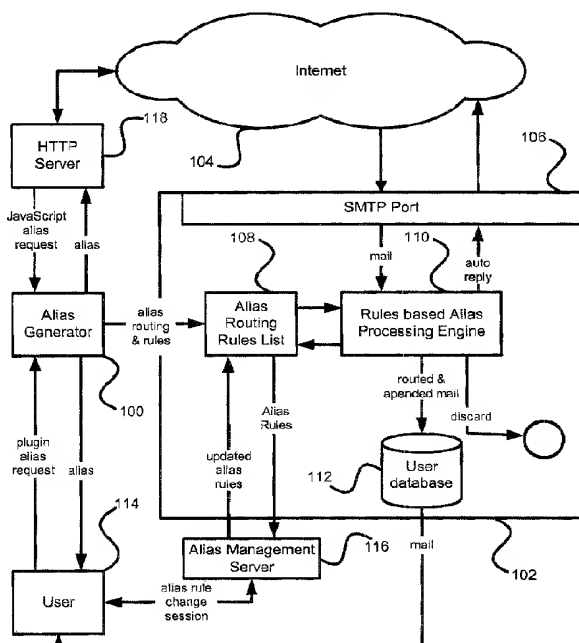 Internet
118
HTTP
Server
104
106
SMTP Port
JavaScript
alias
request
alias
108
mail
110
auto
reply
Alias
Generator
alias
routing
& rules
Alias
Routing
Rules List
Rules based Alias
Processing Engine
100
routed &
apended mail
discard
plugin
alias
request
alias
Alias
Rules
updated
alias
rules
112
User
database
114
Alias Management
Server
116
mail
102
User
alias rule
change
session